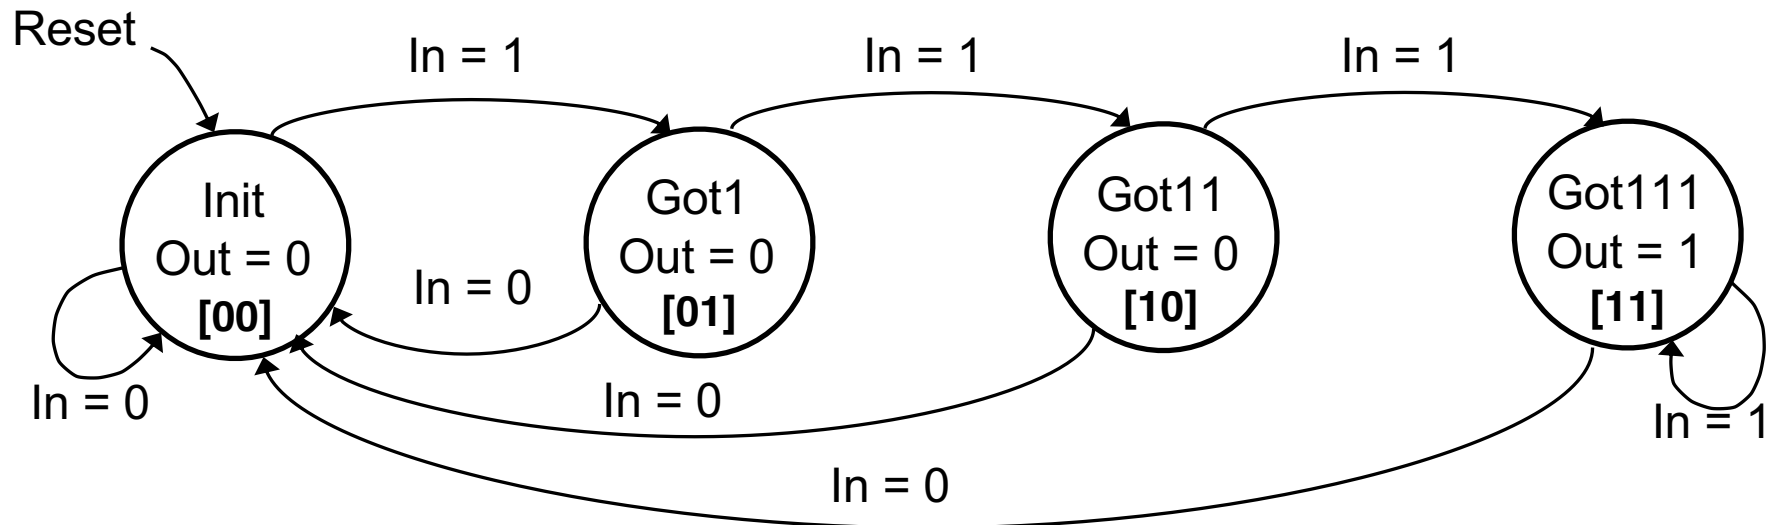 Reset
In = 1
In = 1
In = 1
Init
Out = 0
[00]
Got1
Out = 0
[01]
Got11
Out = 0
[10]
Got111
Out = 1
[11]
In = 0
In = 0
In = 0
In = 1
In = 0